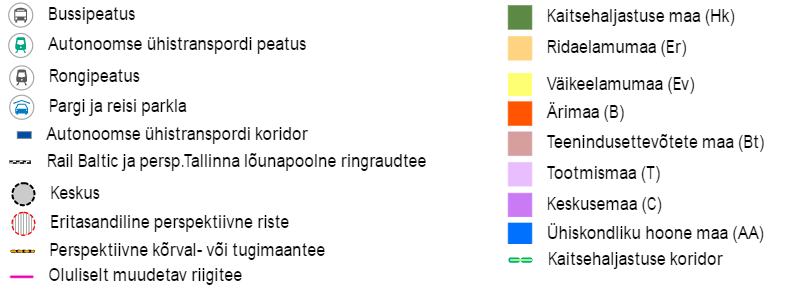 Bussipeatus
Autonoomse ühistranspordi peatus
Rongipeatus
Pargi ja reisi parkla
Autonoomse ühistranspordi koridor
Rail Baltic ja persp.Tallinna lõunapoolne ringraudtee
Keskus
Eritasandiline perspektiivne riste
Perspektiivne kõrval- või tugimaantee
Oluliselt muudetav riigitee
Kaitsehaljastuse maa (Hk)
Ridaelamumaa (Er)
Väikeelamumaa (Ev)
Ärimaa (B)
Teenindusettevõtete maa (Bt)
Tootmismaa (T)
Keskusemaa (C)
Ühiskondliku hoone maa (AA)
Kaitsehaljastuse koridor